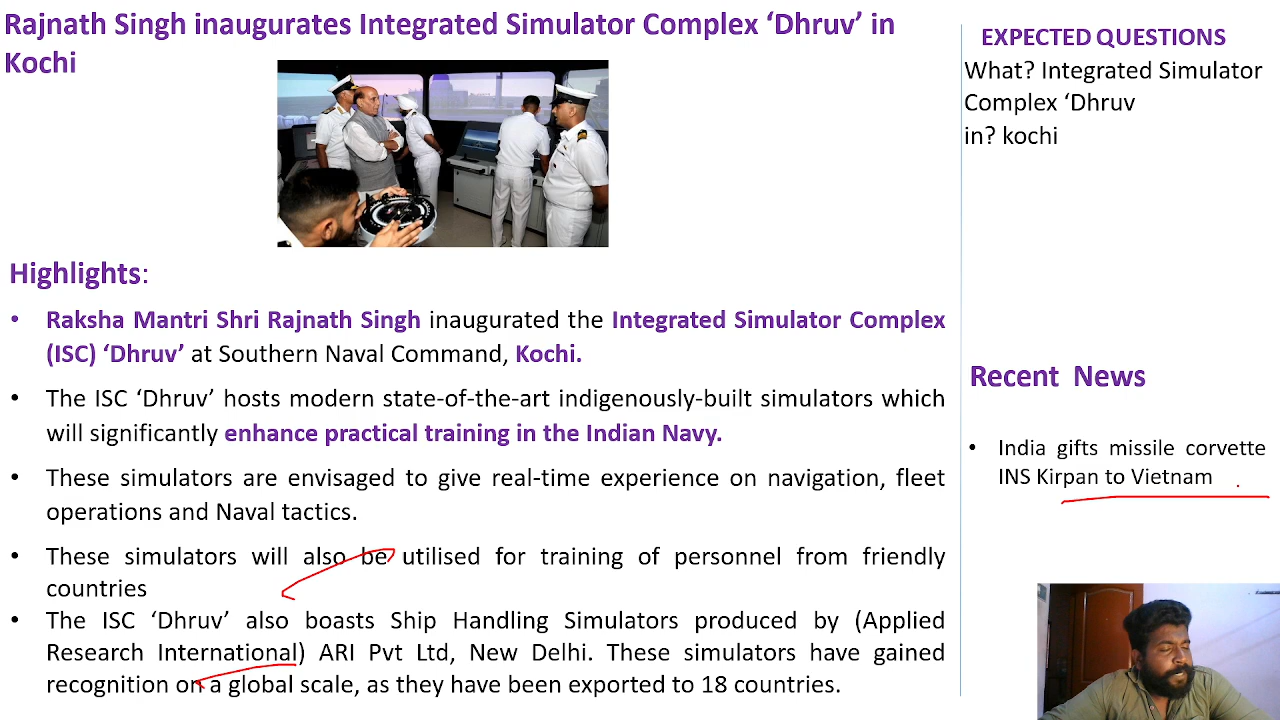 Rajnath Singh inaugurates Integrated Simulator Complex ‘Dhruv’ in
Kochi
Highlights:
• Raksha Mantri Shri Rajnath Singh inaugurated the Integrated Simulator Complex
(ISC) ‘Dhruv’ at Southern Naval Command, Kochi.
• The ISC ‘Dhruv’ hosts modern state-of-the-art indigenously-built simulators which
will significantly enhance practical training in the Indian Navy.
• These simulators are envisaged to give real-time experience on navigation, fleet
operations and Naval tactics.
• These simulators will also be utilised for training of personnel from friendly
countries
• The ISC ‘Dhruv’ also boasts Ship Handling Simulators produced by (Applied
Research International) ARI Pvt Ltd, New Delhi. These simulators have gained
recognition on a global scale, as they have been exported to 18 countries.
EXPECTED QUESTIONS
What? Integrated Simulator
Complex ‘Dhruv
in? kochi
Recent News
• India gifts missile corvette
INS Kirpan to Vietnam